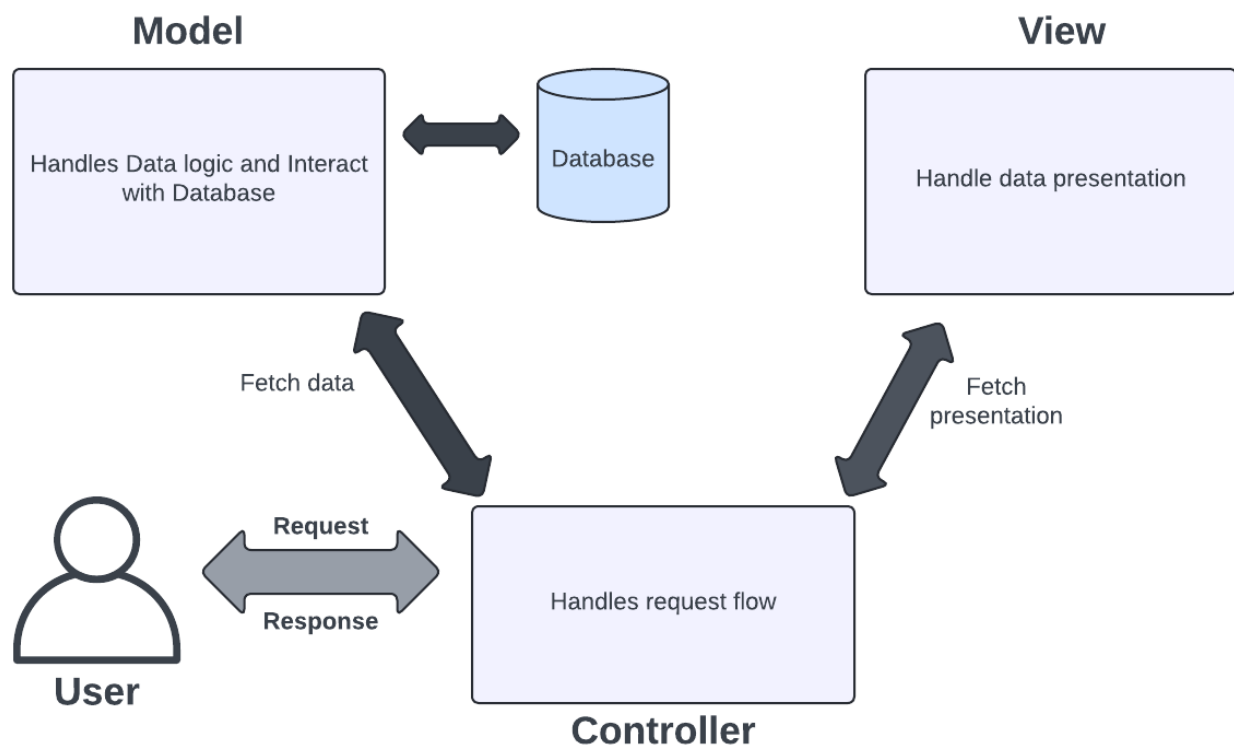 Model
View
Handles Data logic and Interact
with Database
Database
Handle data presentation
Fetch data
Fetch
presentation
Request
Response
Handles request flow
User
Controller